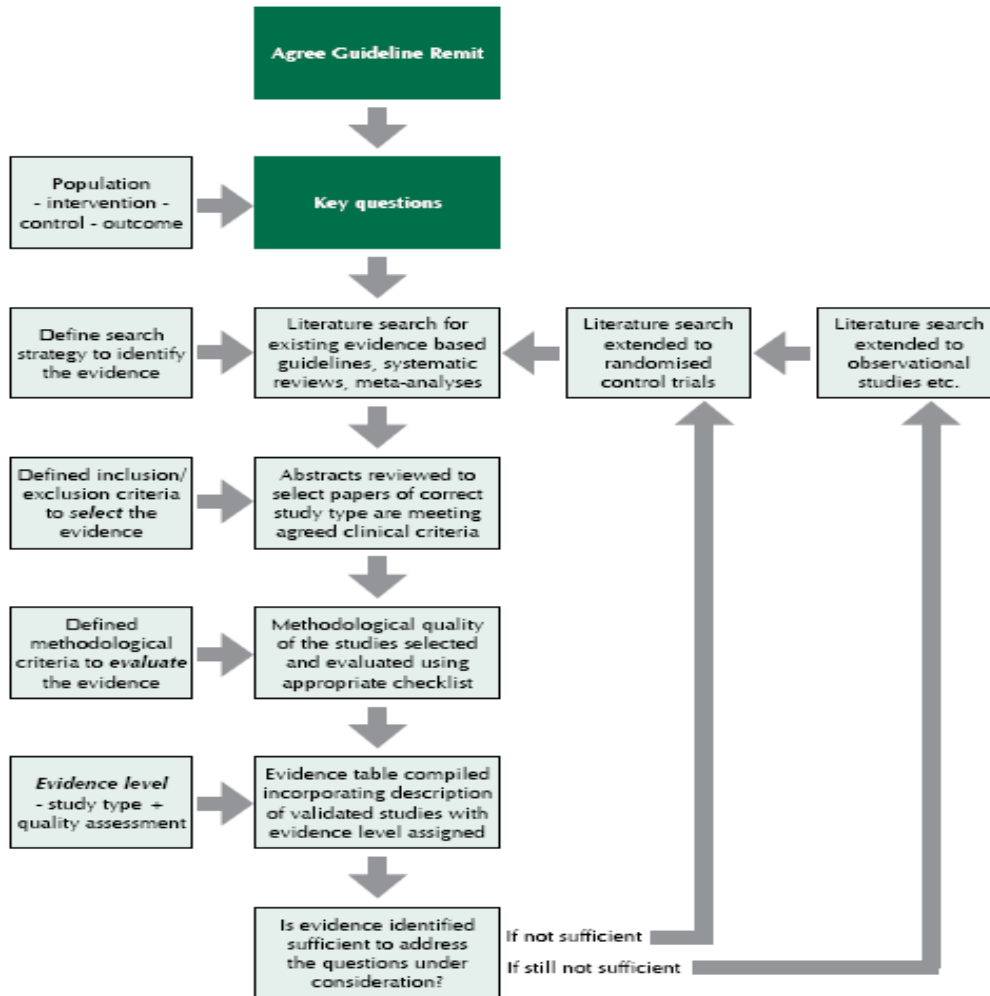 Agree Guideline Remit
Population
- intervention -
control - outcome
Key questions
Define search
strategy to identify
the evidence
Literature search for
existing evidence based
guidelines, systematic
reviews, meta-analyses
Literature search
extended to
randomised
control trials
Literature search
extended to
observational
studies etc.
Defined inclusion/
exclusion criteria
to select the
evidence
Abstracts reviewed to
select papers of correct
study type are meeting
agreed clinical criteria
Defined
methodological
criteria to evaluate
the evidence
Methodological quality
of the studies selected
and evaluated using
appropriate checklist
Evidence level
- study type +
quality assessment
Evidence table compiled
incorporating description
of validated studies with
evidence level assigned
Is evidence identified
sufficient to address
the questions under
consideration?
If not sufficient
If still not sufficient